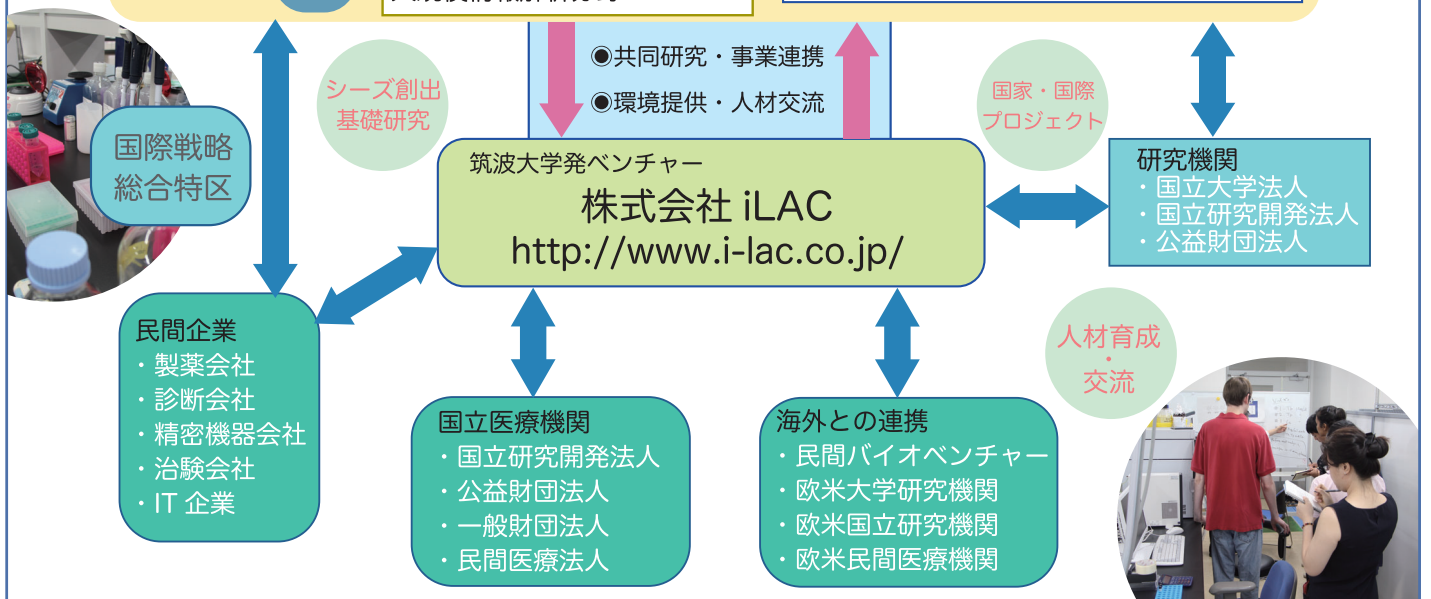 ◉共同研究・事業連携
◉環境提供・人材交流
シーズ創出
基礎研究
国家・国際
プロジェクト
国際戦略
総合特区
筑波大学発ベンチャー
株式会社 iLAC
http://www.i-lac.co.jp/
研究機関
・国立大学法人
・国立研究開発法人
・公益財団法人
民間企業
・製薬会社
・診断会社
・精密機器会社
・治験会社
・IT 企業
国立医療機関
・国立研究開発法人
・公益財団法人
・一般財団法人
・民間医療法人
海外との連携
・民間バイオベンチャー
・欧米大学研究機関
・欧米国立研究機関
・欧米民間医療機関
人材育成
・
交流